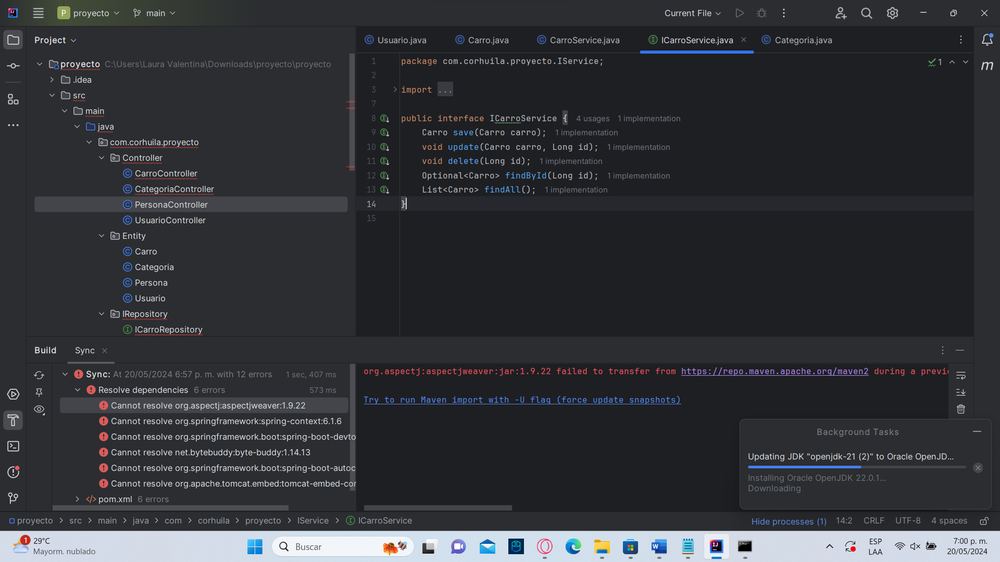 P proyecto main Current File
Project
Usuario.java Carro.java CarroService.java ICarroService.java Categoria.java
proyecto C:\Users\Laura Valentina\Downloads\proyecto\proyecto
.idea
src
main
java
com.corhuila.proyecto
Controller
CarroController
CategoriaController
PersonaController
UsuarioController
Entity
Carro
Categoria
Persona
Usuario
IRepository
ICarroRepository
1 package com.corhuila.proyecto.IService;
1
2
3 import ...
7
8 public interface ICarroService { 4 usages 1 implementation
9 Carro save(Carro carro); 1 implementation
10 void update(Carro carro, Long id); 1 implementation
11 void delete(Long id); 1 implementation
12 Optional<Carro> findById(Long id); 1 implementation
13 List<Carro> findAll(); 1 implementation
14 }
15
m
Build Sync
Sync: At 20/05/2024 6:57 p. m. with 12 errors 1 sec, 407 ms
Resolve dependencies 6 errors 573 ms
Cannot resolve org.aspectj:aspectjweaver:1.9.22
Cannot resolve org.springframework:spring-context:6.1.6
Cannot resolve org.springframework.boot:spring-boot-devto
Cannot resolve net.bytebuddy:byte-buddy:1.14.13
Cannot resolve org.springframework.boot:spring-boot-autoc
Cannot resolve org.apache.tomcat.embed:tomcat-embed-cor
pom.xml 6 errors
org.aspectj:aspectjweaver:jar:1.9.22 failed to transfer from https://repo.maven.apache.org/maven2 during a previ
Try to run Maven import with -U flag (force update snapshots)
Background Tasks
Updating JDK "openjdk-21 (2)" to Oracle OpenJD...
Installing Oracle OpenJDK 22.0.1...
Downloading
proyecto > src > main > java > com > corhuila > proyecto > IService > ICarroService
Hide processes (1) 14:2 CRLF UTF-8 4 spaces
1 29°C
Mayorm. nublado
Buscar
ESP
LAA
7:00 p. m.
20/05/2024